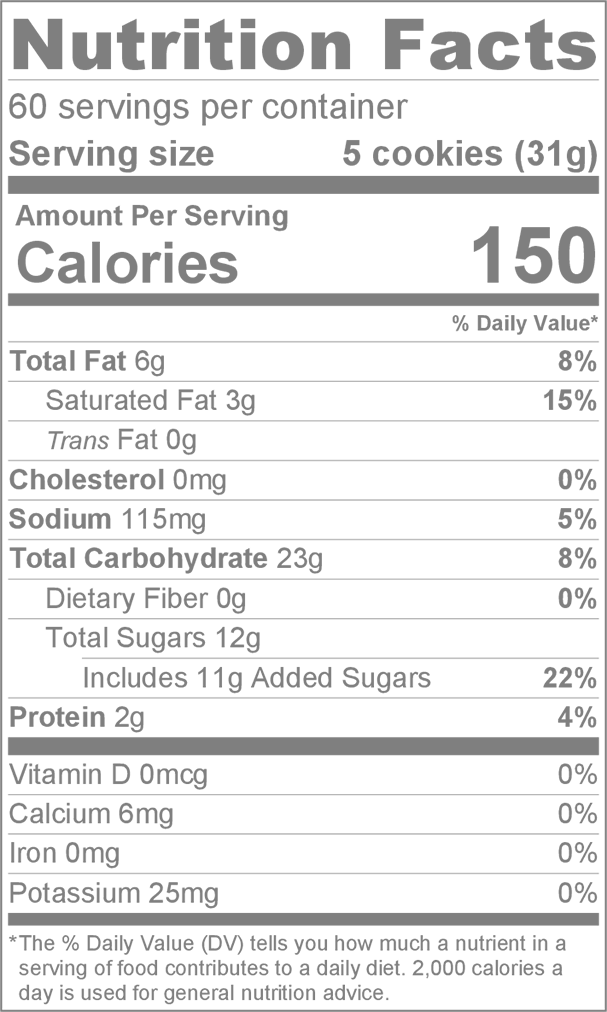 Nutrition Facts
60 servings per container
Serving size 5 cookies (31g)
Amount Per Serving
Calories 150
% Daily Value*
Total Fat 6g 8%
Saturated Fat 3g 15%
Trans Fat 0g
Cholesterol 0mg 0%
Sodium 115mg 5%
Total Carbohydrate 23g 8%
Dietary Fiber 0g 0%
Total Sugars 12g
Includes 11g Added Sugars 22%
Protein 2g 4%
Vitamin D 0mcg 0%
Calcium 6mg 0%
Iron 0mg 0%
Potassium 25mg 0%
*The % Daily Value (DV) tells you how much a nutrient in a
serving of food contributes to a daily diet. 2,000 calories a
day is used for general nutrition advice.